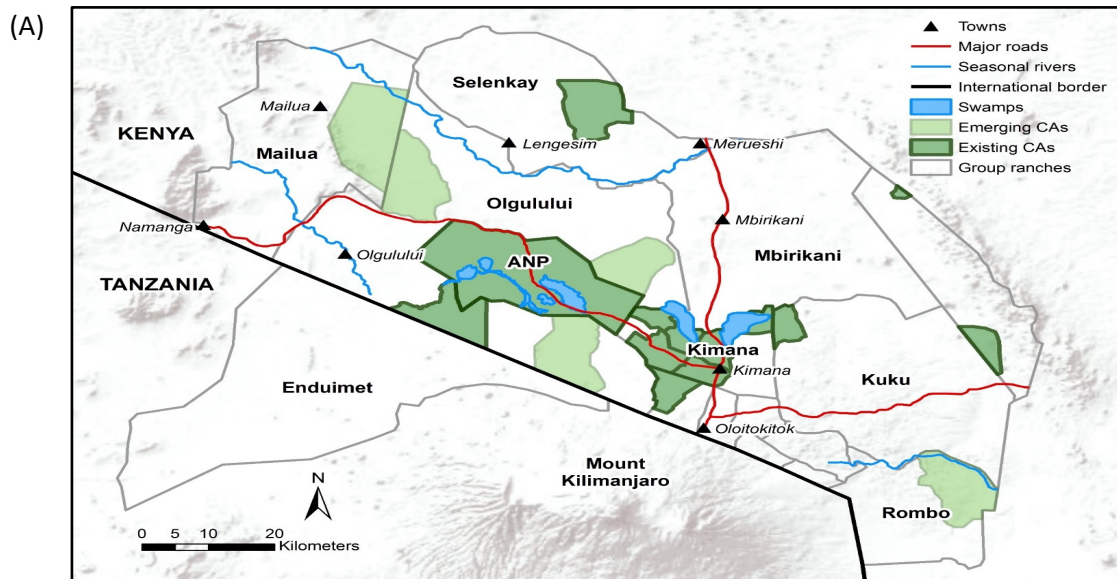 (A)
Towns
Major roads
Seasonal rivers
International border
Swamps
Emerging CAs
Existing CAs
Group ranches
Selenkay
Mailua
KENYA
Mailua
Lengesim
Merueshi
Olgulului
Mbirikani
Namanga
Olgulului
ANP
Mbirikani
TANZANIA
Kimana
Kimana
Kuku
Enduimet
Oloitokitok
Mount
Kilimanjaro
Rombo
N
0 5 10 20
Kilometers